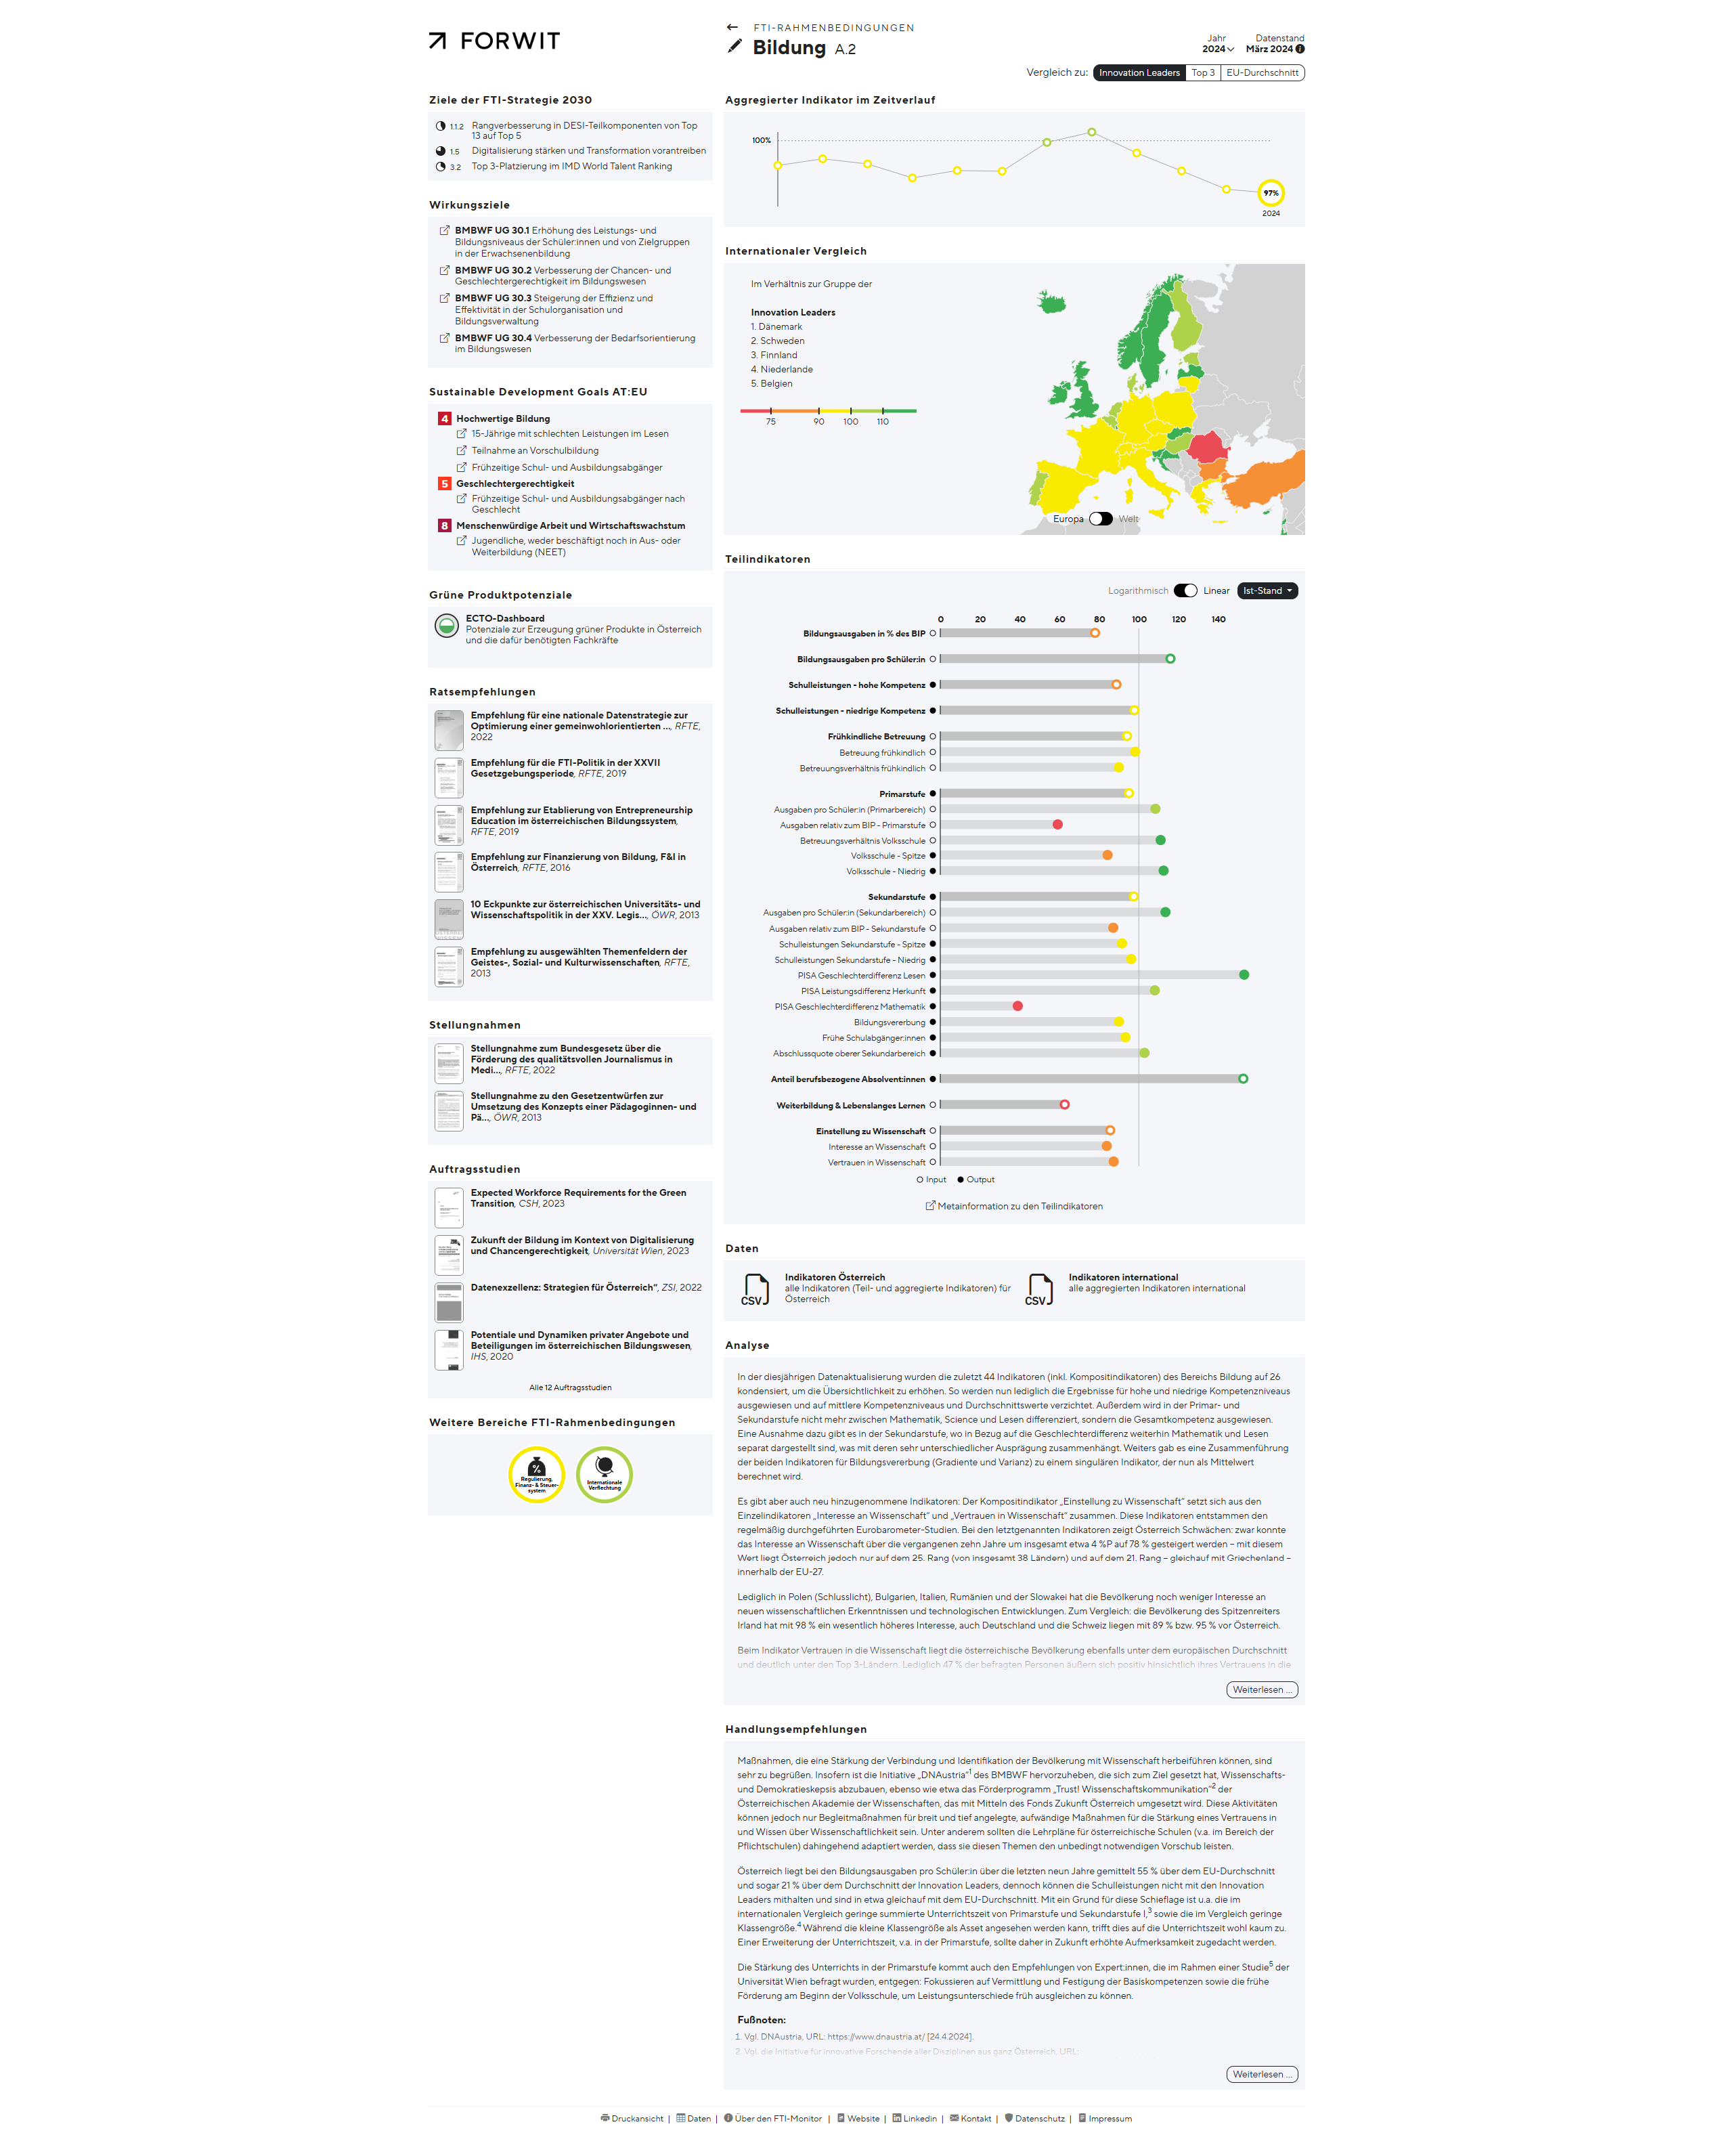 FORWIT
FTI-RAHMENBEDINGUNGEN
Bildung A.2
Jahr
2024
Datenstand
März 2024
Vergleich zu: Innovation Leaders Top 3 EU-Durchschnitt
Ziele der FTI-Strategie 2030
1.1.2 Rangverbesserung in DESI-Teilkomponenten von Top
13 auf Top 5
1.5 Digitalisierung stärken und Transformation vorantreiben
3.2 Top 3-Platzierung im IMD World Talent Ranking
Wirkungsziele
BMBWF UG 30.1 Erhöhung des Leistungs- und
Bildungsniveaus der Schüler:innen und von Zielgruppen
in der Erwachsenenbildung
BMBWF UG 30.2 Verbesserung der Chancen- und
Geschlechtergerechtigkeit im Bildungswesen
BMBWF UG 30.3 Steigerung der Effizienz und
Effektivität in der Schulorganisation und
Bildungsverwaltung
BMBWF UG 30.4 Verbesserung der Bedarfsorientierung
im Bildungswesen
Sustainable Development Goals AT:EU
4 Hochwertige Bildung
15-Jährige mit schlechten Leistungen im Lesen
Teilnahme an Vorschulbildung
Frühzeitige Schul- und Ausbildungsabgänger
5 Geschlechtergerechtigkeit
Frühzeitige Schul- und Ausbildungsabgänger nach
Geschlecht
8 Menschenwürdige Arbeit und Wirtschaftswachstum
Jugendliche, weder beschäftigt noch in Aus- oder
Weiterbildung (NEET)
Grüne Produktpotenziale
ECTO-Dashboard
Potenziale zur Erzeugung grüner Produkte in Österreich
und die dafür benötigten Fachkräfte
Ratsempfehlungen
Empfehlung für eine nationale Datenstrategie zur
Optimierung einer gemeinwohlorientierten ..., RFTE,
2022
Empfehlung für die FTI-Politik in der XXVII
Gesetzgebungsperiode, RFTE, 2019
Empfehlung zur Etablierung von Entrepreneurship
Education im österreichischen Bildungssystem,
RFTE, 2019
Empfehlung zur Finanzierung von Bildung, F&I in
Österreich, RFTE, 2016
10 Eckpunkte zur österreichischen Universitäts- und
Wissenschaftspolitik in der XXV. Legis..., ÖWR, 2013
Empfehlung zu ausgewählten Themenfeldern der
Geistes-, Sozial- und Kulturwissenschaften, RFTE,
2013
Stellungnahmen
Stellungnahme zum Bundesgesetz über die
Förderung des qualitätsvollen Journalismus in
Medi..., RFTE, 2022
Stellungnahme zu den Gesetzentwürfen zur
Umsetzung des Konzepts einer Pädagoginnen- und
Pä..., ÖWR, 2013
Auftragsstudien
Expected Workforce Requirements for the Green
Transition, CSH, 2023
Zukunft der Bildung im Kontext von Digitalisierung
und Chancengerechtigkeit, Universität Wien, 2023
Datenexzellenz: Strategien für Österreich“, ZSI, 2022
Potentiale und Dynamiken privater Angebote und
Beteiligungen im österreichischen Bildungswesen,
IHS, 2020
Alle 12 Auftragsstudien
Weitere Bereiche FTI-Rahmenbedingungen
Regulierung,
Finanz- & Steuer-
system
Internationale
Verflechtung
Aggregierter Indikator im Zeitverlauf
100%
97%
2024
Internationaler Vergleich
Im Verhältnis zur Gruppe der
Innovation Leaders
1. Dänemark
2. Schweden
3. Finnland
4. Niederlande
5. Belgien
75 90 100 110
Europa Welt
Teilindikatoren
Logarithmisch Linear Ist-Stand
0 20 40 60 80 100 120 140
Bildungsausgaben in % des BIP
Bildungsausgaben pro Schüler:in
Schulleistungen - hohe Kompetenz
Schulleistungen - niedrige Kompetenz
Frühkindliche Betreuung
Betreuung frühkindlich
Betreuungsverhältnis frühkindlich
Primarstufe
Ausgaben pro Schüler:in (Primarbereich)
Ausgaben relativ zum BIP - Primarstufe
Betreuungsverhältnis Volksschule
Volksschule - Spitze
Volksschule - Niedrig
Sekundarstufe
Ausgaben pro Schüler:in (Sekundarbereich)
Ausgaben relativ zum BIP - Sekundarstufe
Schulleistungen Sekundarstufe - Spitze
Schulleistungen Sekundarstufe - Niedrig
PISA Geschlechterdifferenz Lesen
PISA Leistungsdifferenz Herkunft
PISA Geschlechterdifferenz Mathematik
Bildungsvererbung
Frühe Schulabgänger:innen
Abschlussquote oberer Sekundarbereich
Anteil berufsbezogene Absolvent:innen
Weiterbildung & Lebenslanges Lernen
Einstellung zu Wissenschaft
Interesse an Wissenschaft
Vertrauen in Wissenschaft
Input Output
Metainformation zu den Teilindikatoren
Daten
CSV
Indikatoren Österreich
alle Indikatoren (Teil- und aggregierte Indikatoren) für
Österreich
CSV
Indikatoren international
alle aggregierten Indikatoren international
Analyse
In der diesjährigen Datenaktualisierung wurden die zuletzt 44 Indikatoren (inkl. Kompositindikatoren) des Bereichs Bildung auf 26
kondensiert, um die Übersichtlichkeit zu erhöhen. So werden nun lediglich die Ergebnisse für hohe und niedrige Kompetenzniveaus
ausgewiesen und auf mittlere Kompetenzniveaus und Durchschnittswerte verzichtet. Außerdem wird in der Primar- und
Sekundarstufe nicht mehr zwischen Mathematik, Science und Lesen differenziert, sondern die Gesamtkompetenz ausgewiesen.
Eine Ausnahme dazu gibt es in der Sekundarstufe, wo in Bezug auf die Geschlechterdifferenz weiterhin Mathematik und Lesen
separat dargestellt sind, was mit deren sehr unterschiedlicher Ausprägung zusammenhängt. Weiters gab es eine Zusammenführung
der beiden Indikatoren für Bildungsvererbung (Gradiente und Varianz) zu einem singulären Indikator, der nun als Mittelwert
berechnet wird.
Es gibt aber auch neu hinzugenommene Indikatoren: Der Kompositindikator „Einstellung zu Wissenschaft“ setzt sich aus den
Einzelindikatoren „Interesse an Wissenschaft“ und „Vertrauen in Wissenschaft“ zusammen. Diese Indikatoren entstammen den
regelmäßig durchgeführten Eurobarometer-Studien. Bei den letztgenannten Indikatoren zeigt Österreich Schwächen: zwar konnte
das Interesse an Wissenschaft über die vergangenen zehn Jahre um insgesamt etwa 4 %P auf 78 % gesteigert werden – mit diesem
Wert liegt Österreich jedoch nur auf dem 25. Rang (von insgesamt 38 Ländern) und auf dem 21. Rang – gleichauf mit Griechenland –
innerhalb der EU-27.
Lediglich in Polen (Schlusslicht), Bulgarien, Italien, Rumänien und der Slowakei hat die Bevölkerung noch weniger Interesse an
neuen wissenschaftlichen Erkenntnissen und technologischen Entwicklungen. Zum Vergleich: die Bevölkerung des Spitzenreiters
Irland hat mit 98 % ein wesentlich höheres Interesse, auch Deutschland und die Schweiz liegen mit 89 % bzw. 95 % vor Österreich.
Beim Indikator Vertrauen in die Wissenschaft liegt die österreichische Bevölkerung ebenfalls unter dem europäischen Durchschnitt
und deutlich unter den Top 3-Ländern. Lediglich 47 % der befragten Personen äußern sich positiv hinsichtlich ihres Vertrauens in die
Weiterlesen ...
Handlungsempfehlungen
Maßnahmen, die eine Stärkung der Verbindung und Identifikation der Bevölkerung mit Wissenschaft herbeiführen können, sind
sehr zu begrüßen. Insofern ist die Initiative „DNAustria“1 des BMBWF hervorzuheben, die sich zum Ziel gesetzt hat, Wissenschafts-
und Demokratieskepsis abzubauen, ebenso wie etwa das Förderprogramm „Trust! Wissenschaftskommunikation“2 der
Österreichischen Akademie der Wissenschaften, das mit Mitteln des Fonds Zukunft Österreich umgesetzt wird. Diese Aktivitäten
können jedoch nur Begleitmaßnahmen für breit und tief angelegte, aufwändige Maßnahmen für die Stärkung eines Vertrauens in
und Wissen über Wissenschaftlichkeit sein. Unter anderem sollten die Lehrpläne für österreichische Schulen (v.a. im Bereich der
Pflichtschulen) dahingehend adaptiert werden, dass sie diesen Themen den unbedingt notwendigen Vorschub leisten.
Österreich liegt bei den Bildungsausgaben pro Schüler:in über die letzten neun Jahre gemittelt 55 % über dem EU-Durchschnitt
und sogar 21 % über dem Durchschnitt der Innovation Leaders, dennoch können die Schulleistungen nicht mit den Innovation
Leaders mithalten und sind in etwa gleichauf mit dem EU-Durchschnitt. Mit ein Grund für diese Schieflage ist u.a. die im
internationalen Vergleich geringe summierte Unterrichtszeit von Primarstufe und Sekundarstufe I,3 sowie die im Vergleich geringe
Klassengröße.4 Während die kleine Klassengröße als Asset angesehen werden kann, trifft dies auf die Unterrichtszeit wohl kaum zu.
Einer Erweiterung der Unterrichtszeit, v.a. in der Primarstufe, sollte daher in Zukunft erhöhte Aufmerksamkeit zugedacht werden.
Die Stärkung des Unterrichts in der Primarstufe kommt auch den Empfehlungen von Expert:innen, die im Rahmen einer Studie5 der
Universität Wien befragt wurden, entgegen: Fokussieren auf Vermittlung und Festigung der Basiskompetenzen sowie die frühe
Förderung am Beginn der Volksschule, um Leistungsunterschiede früh ausgleichen zu können.
Fußnoten:
1. Vgl. DNAustria, URL: https://www.dnaustria.at/ [24.4.2024].
2. Vgl. die Initiative für innovative Forschende aller Disziplinen aus ganz Österreich, URL:
Weiterlesen ...
Druckansicht | Daten | Über den FTI-Monitor | Website | Linkedin | Kontakt | Datenschutz | Impressum